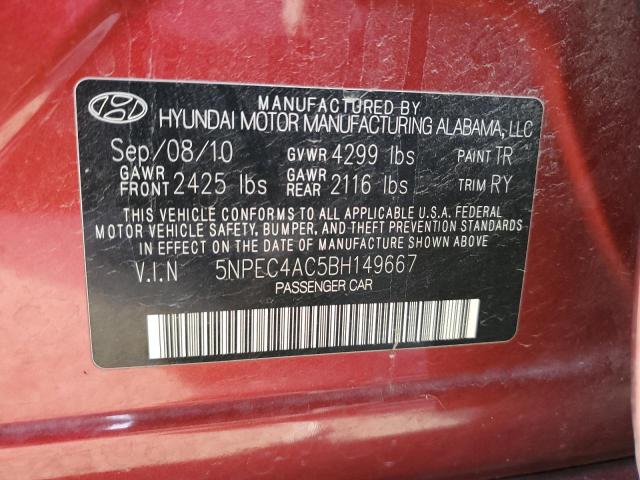 MANUFACTURED BY
HYUNDAI MOTOR MANUFACTURING ALABAMA, LLC
Sep/08/10 GVWR 4299 lbs PAINT TR
GAWR FRONT 2425 lbs GAWR REAR 2116 lbs TRIM RY
THIS VEHICLE CONFORMS TO ALL APPLICABLE U.S.A. FEDERAL
MOTOR VEHICLE SAFETY, BUMPER, AND THEFT PREVENTION STANDARDS
IN EFFECT ON THE DATE OF MANUFACTURE SHOWN ABOVE
V.I.N 5NPEC4AC5BH149667
PASSENGER CAR